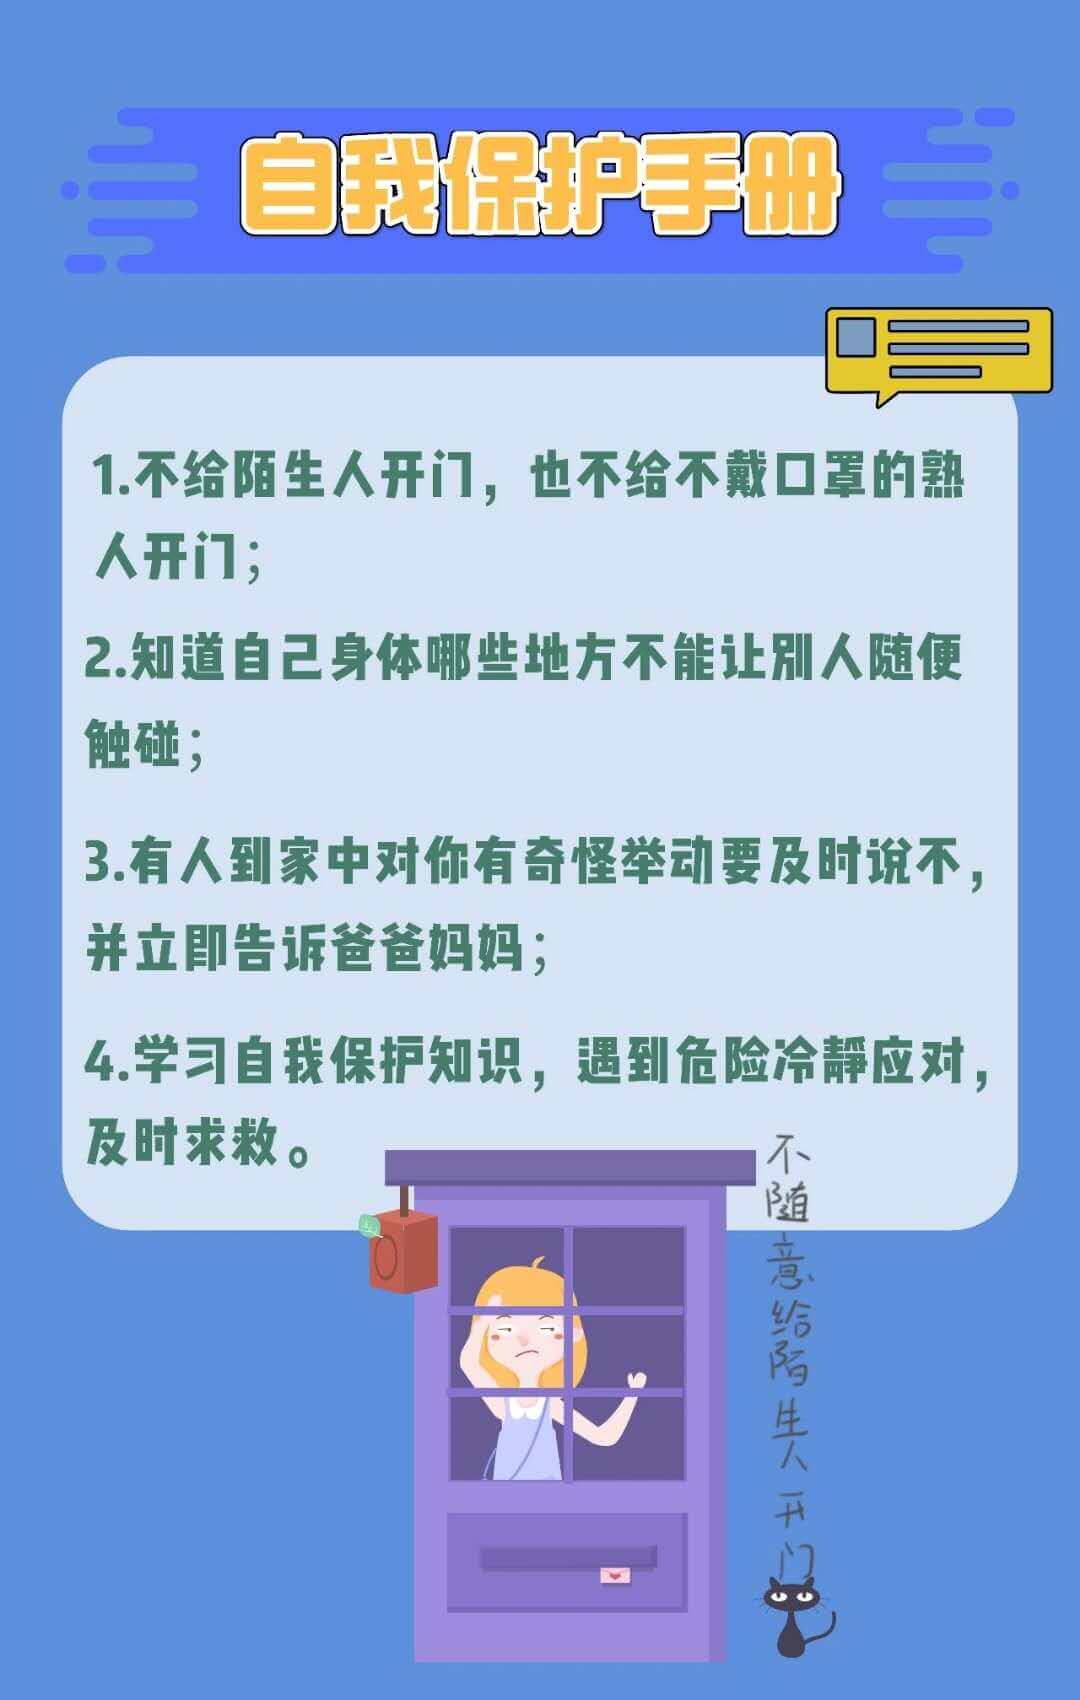 自我保护手册
1.不给陌生人开门，也不给不戴口罩的熟
人开门；
2.知道自己身体哪些地方不能让别人随便
触碰；
3.有人到家中对你有奇怪举动要及时说不，
并立即告诉爸爸妈妈；
4.学习自我保护知识，遇到危险冷静应对，
及时求救。
不随意给陌生人开门